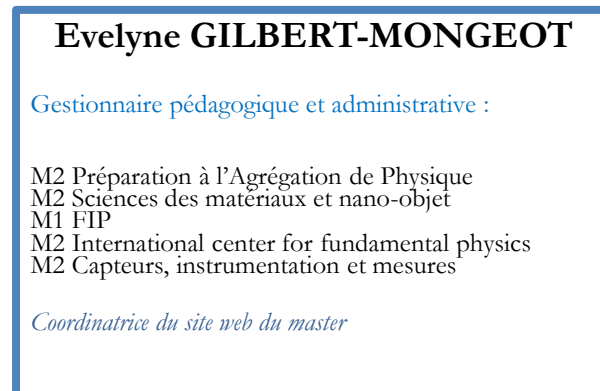 Evelyne GILBERT-MONGEOT
Gestionnaire pédagogique et administrative :
M2 Préparation à l’Agrégation de Physique
M2 Sciences des matériaux et nano-objet
M1 FIP
M2 International center for fundamental physics
M2 Capteurs, instrumentation et mesures
Coordinatrice du site web du master